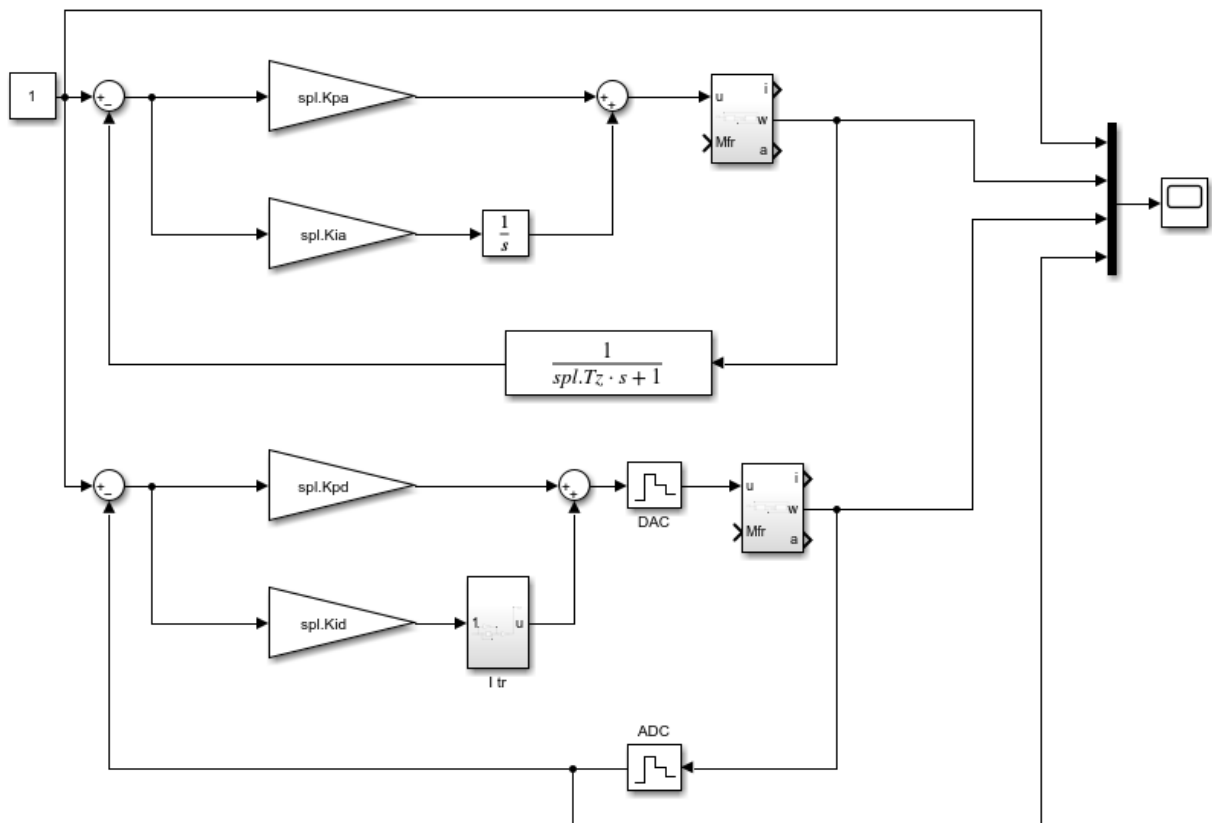 1
+
−
spl.Kpa
+
+
u
i
w
Mfr
a
spl.Kia
1
s
1
spl.Tz · s + 1
+
−
spl.Kpd
+
+
DAC
u
i
w
Mfr
a
spl.Kid
1
u
I tr
ADC